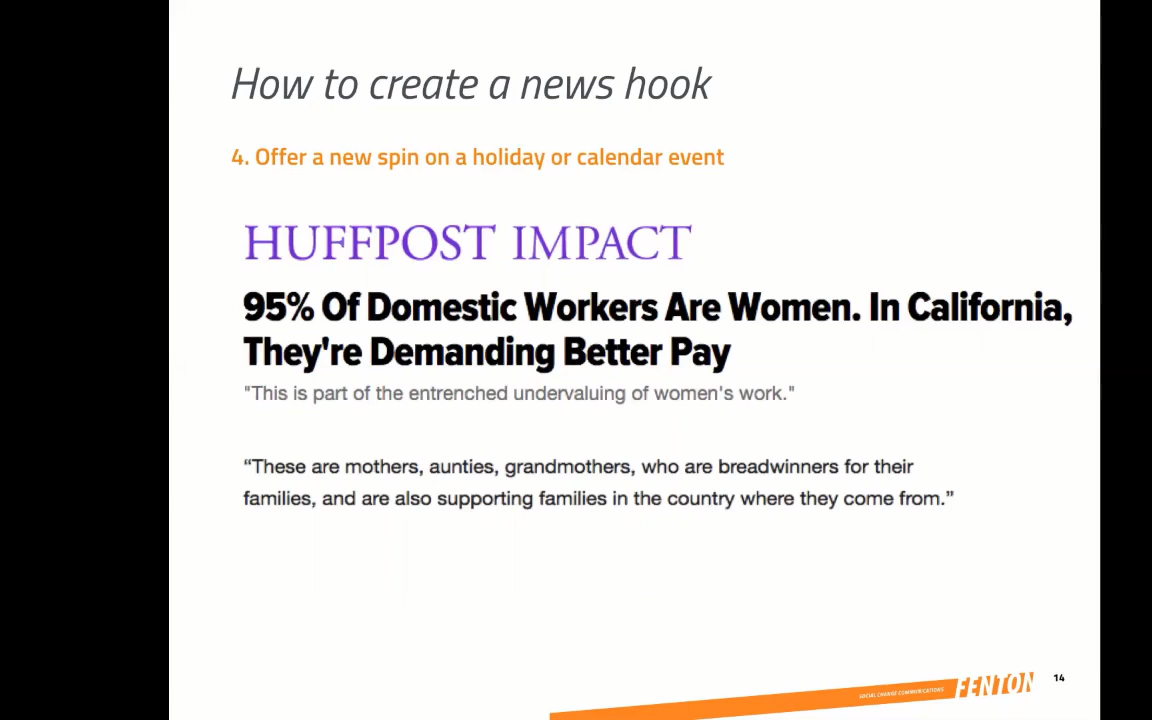 How to create a news hook
4. Offer a new spin on a holiday or calendar event
HUFFPOST IMPACT
95% Of Domestic Workers Are Women. In California,
They're Demanding Better Pay
"This is part of the entrenched undervaluing of women's work."
“These are mothers, aunties, grandmothers, who are breadwinners for their
families, and are also supporting families in the country where they come from.”
SOCIAL CHANGE COMMUNICATIONS FENTON 14